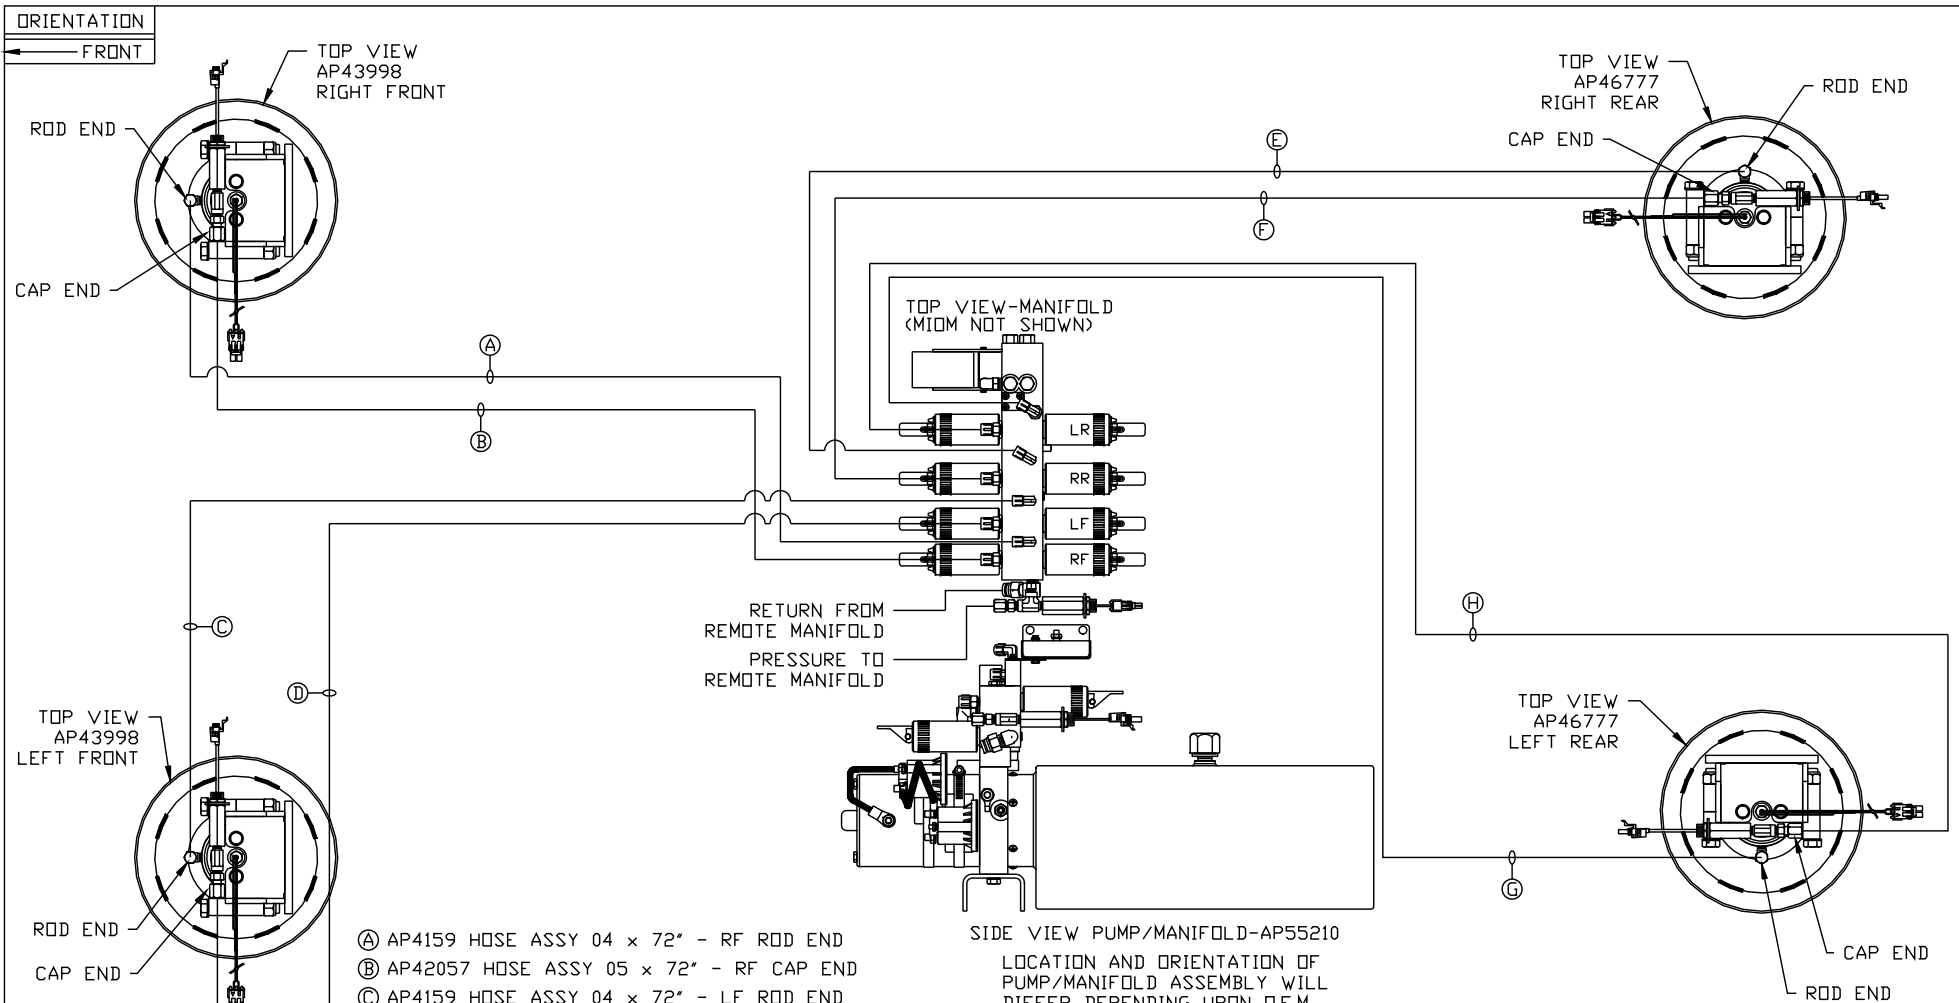 ORIENTATION
FRONT
TOP VIEW
AP43998
RIGHT FRONT
ROD END
CAP END
TOP VIEW
AP46777
RIGHT REAR
ROD END
CAP END
E
F
A
B
TOP VIEW-MANIFOLD
(MIOM NOT SHOWN)
LR
RR
LF
RF
RETURN FROM
REMOTE MANIFOLD
PRESSURE TO
REMOTE MANIFOLD
C
D
H
G
TOP VIEW
AP43998
LEFT FRONT
ROD END
CAP END
TOP VIEW
AP46777
LEFT REAR
CAP END
ROD END
A AP4159 HOSE ASSY 04 x 72" - RF ROD END
B AP42057 HOSE ASSY 05 x 72" - RF CAP END
C AP4159 HOSE ASSY 04 x 72" - LF ROD END
SIDE VIEW PUMP/MANIFOLD-AP55210
LOCATION AND ORIENTATION OF
PUMP/MANIFOLD ASSEMBLY WILL
DIFFER DEPENDING UPON O.E.M.